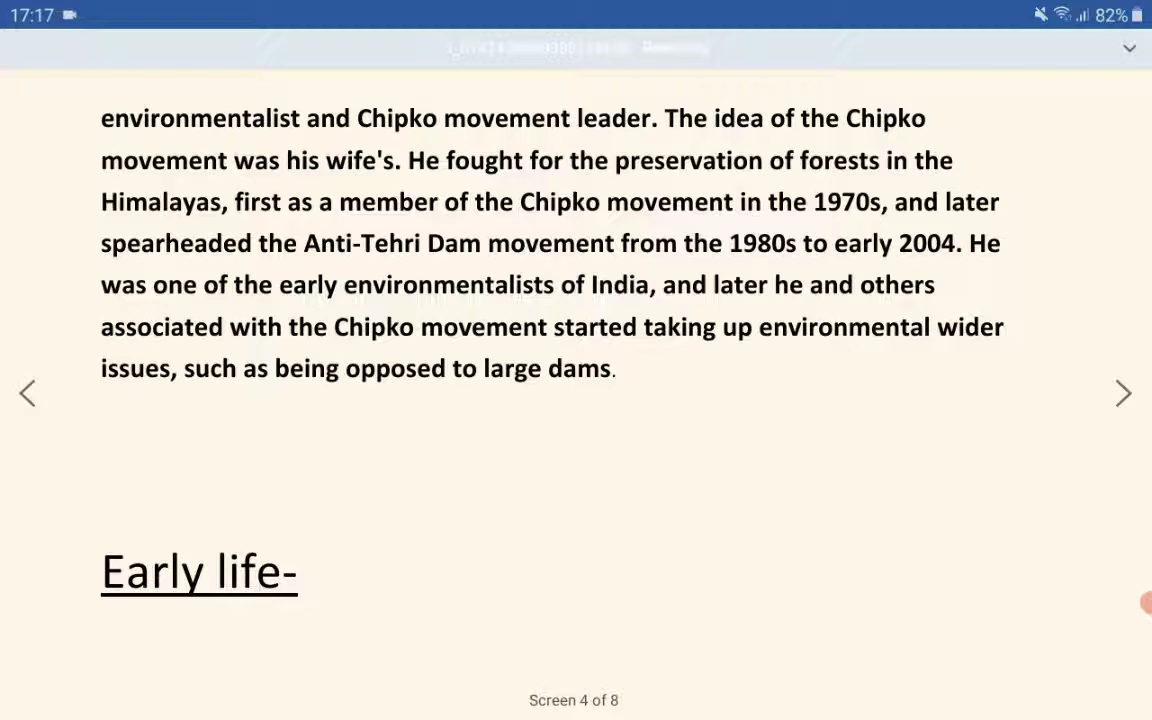 17:17
82%
environmentalist and Chipko movement leader. The idea of the Chipko
movement was his wife's. He fought for the preservation of forests in the
Himalayas, first as a member of the Chipko movement in the 1970s, and later
spearheaded the Anti-Tehri Dam movement from the 1980s to early 2004. He
was one of the early environmentalists of India, and later he and others
associated with the Chipko movement started taking up environmental wider
issues, such as being opposed to large dams.
Early life-
Screen 4 of 8